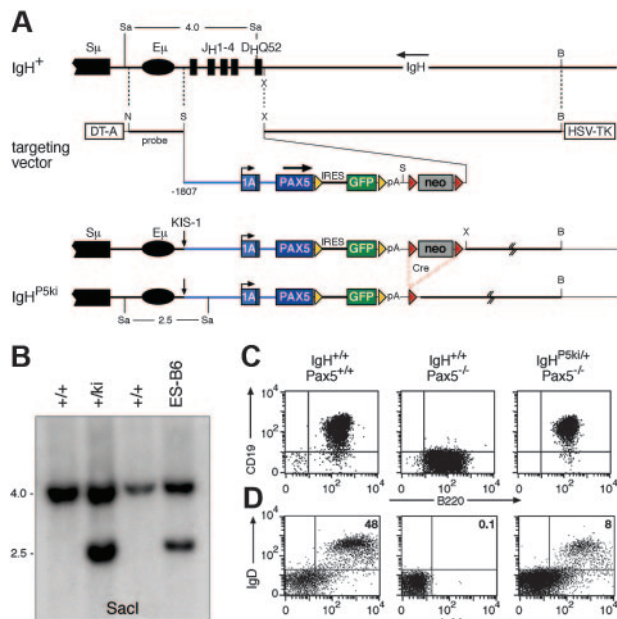 A
Sa 4.0 Sa
Sμ Eμ JH1-4 DHQ52 B
IgH+ IgH
X
N S X B
DT-A probe HSV-TK
targeting vector
-1807 1A PAX5 IRES GFP pA S neo
KIS-1
Sμ Eμ 1A PAX5 IRES GFP pA neo X B
Cre
IgHP5ki Sa 2.5 Sa 1A PAX5 IRES GFP pA B
B
+/+ +/ki +/+ ES-B6
4.0 -
2.5 -
SacI
C
IgH+/+ Pax5+/+
IgH+/+ Pax5-/-
IgHP5ki/+ Pax5-/-
CD19
10⁴
10²
10⁰
0 10² 10⁴ 0 10² 10⁴ 0 10² 10⁴
B220
D
48 0.1 8
IgD
10⁴
10²
10⁰
0 10² 10⁴ 0 10² 10⁴ 0 10² 10⁴